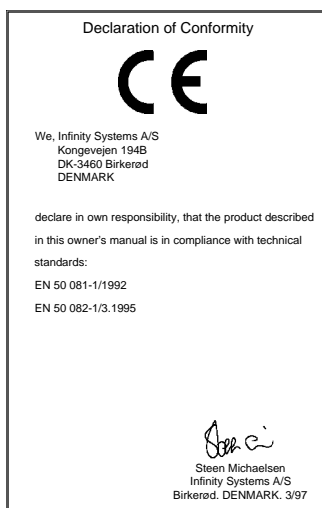 Declaration of Conformity
CE
We, Infinity Systems A/S
Kongevejen 194B
DK-3460 Birkerød
DENMARK
declare in own responsibility, that the product described
in this owner's manual is in compliance with technical
standards:
EN 50 081-1/1992
EN 50 082-1/3.1995
Steen Michaelsen
Infinity Systems A/S
Birkerød. DENMARK. 3/97